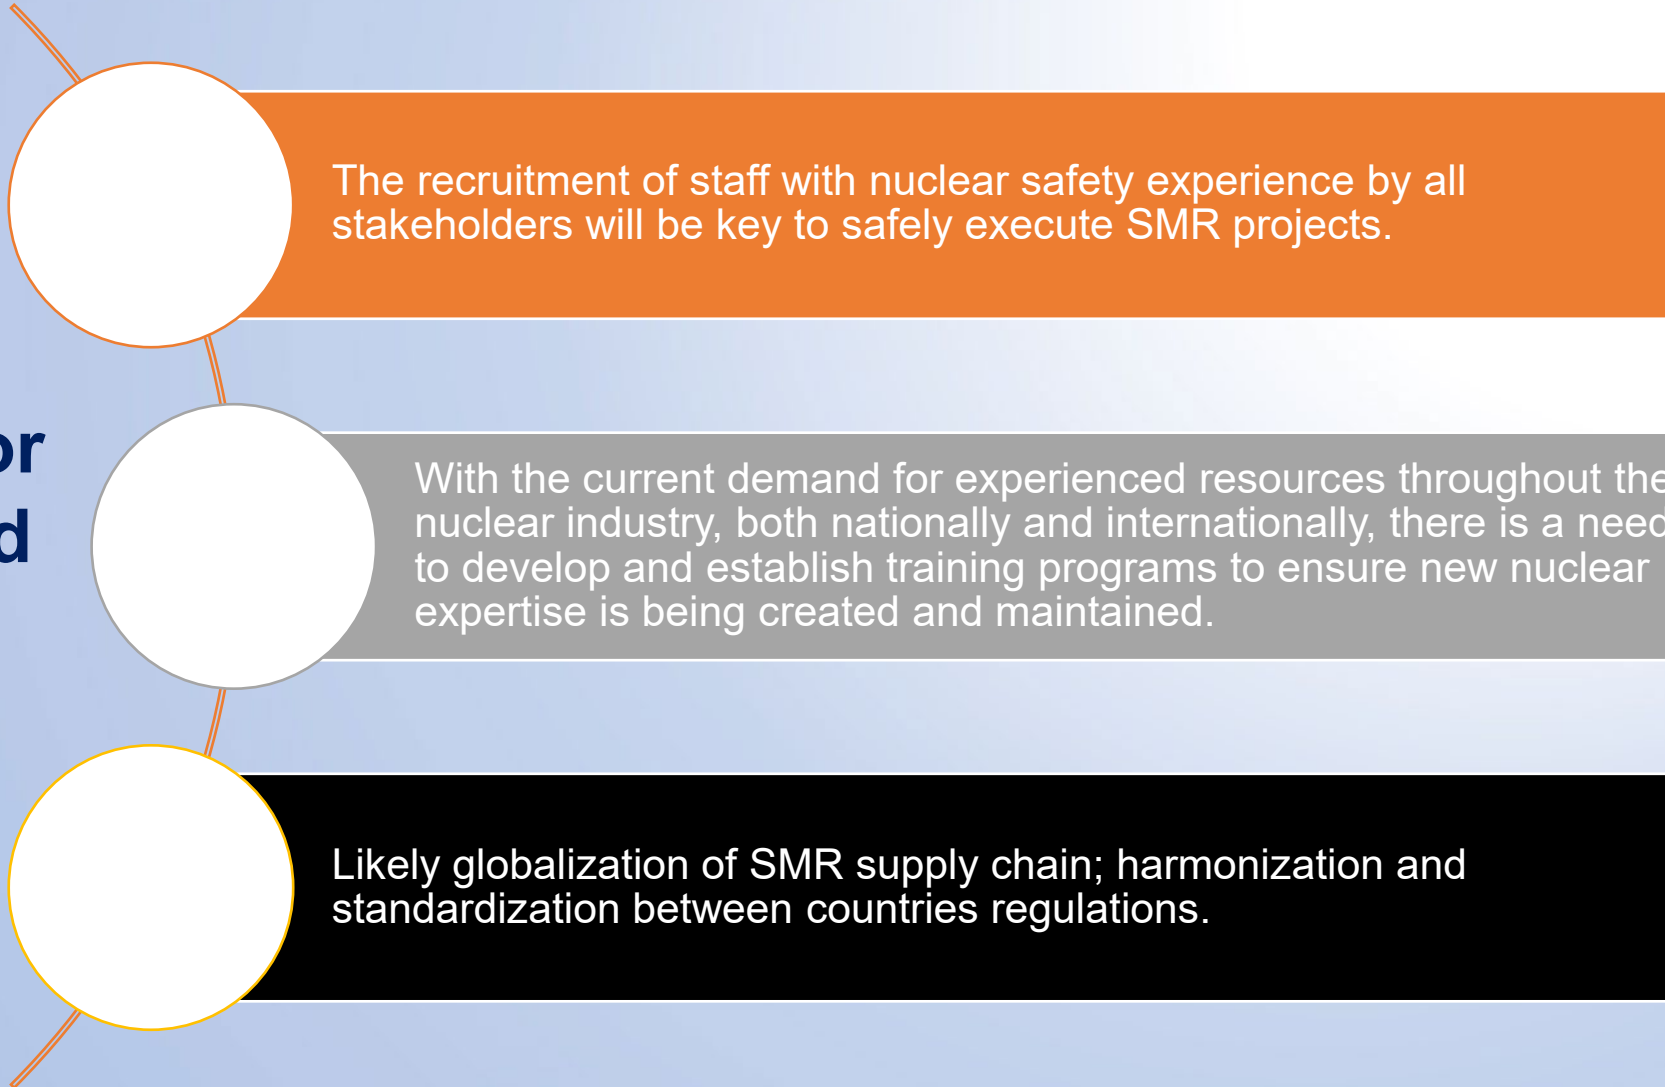 The recruitment of staff with nuclear safety experience by all
stakeholders will be key to safely execute SMR projects.
or
d
With the current demand for experienced resources throughout the
nuclear industry, both nationally and internationally, there is a need
to develop and establish training programs to ensure new nuclear
expertise is being created and maintained.
Likely globalization of SMR supply chain; harmonization and
standardization between countries regulations.